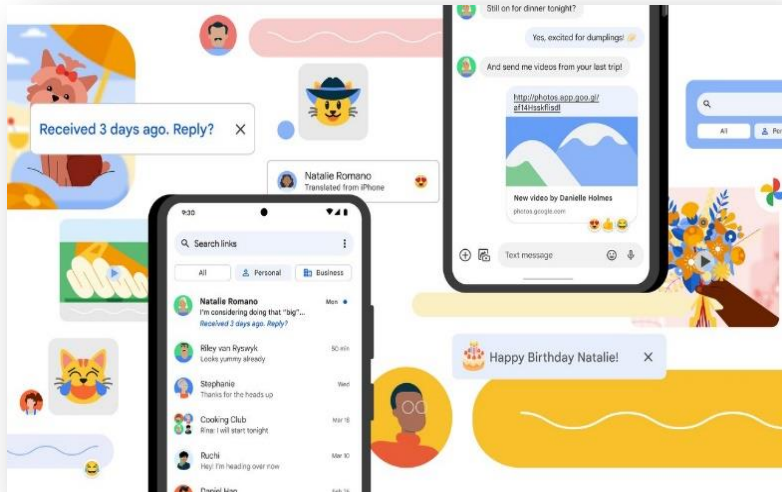 Still on for dinner tonight?
Yes, excited for dumplings!
And send me videos from your last trip!
http://photos.app.goo.gl/
af14Hsskflisdl
New video by Danielle Holmes
photos.google.com
Text message
Received 3 days ago. Reply?
Natalie Romano
Translated from iPhone
All
9:30
Search links
All
Personal
Business
Natalie Romano
Mon
I'm considering doing that "big"...
Received 3 days ago. Reply?
Riley van Ryswyk
50 min
Looks yummy already
Stephanie
Wed
Thanks for the heads up
Cooking Club
Mar 16
Rina: I will start tonight
Ruchi
Mar 10
Hey! I'm heading over now
Daniel Han
Happy Birthday Natalie!